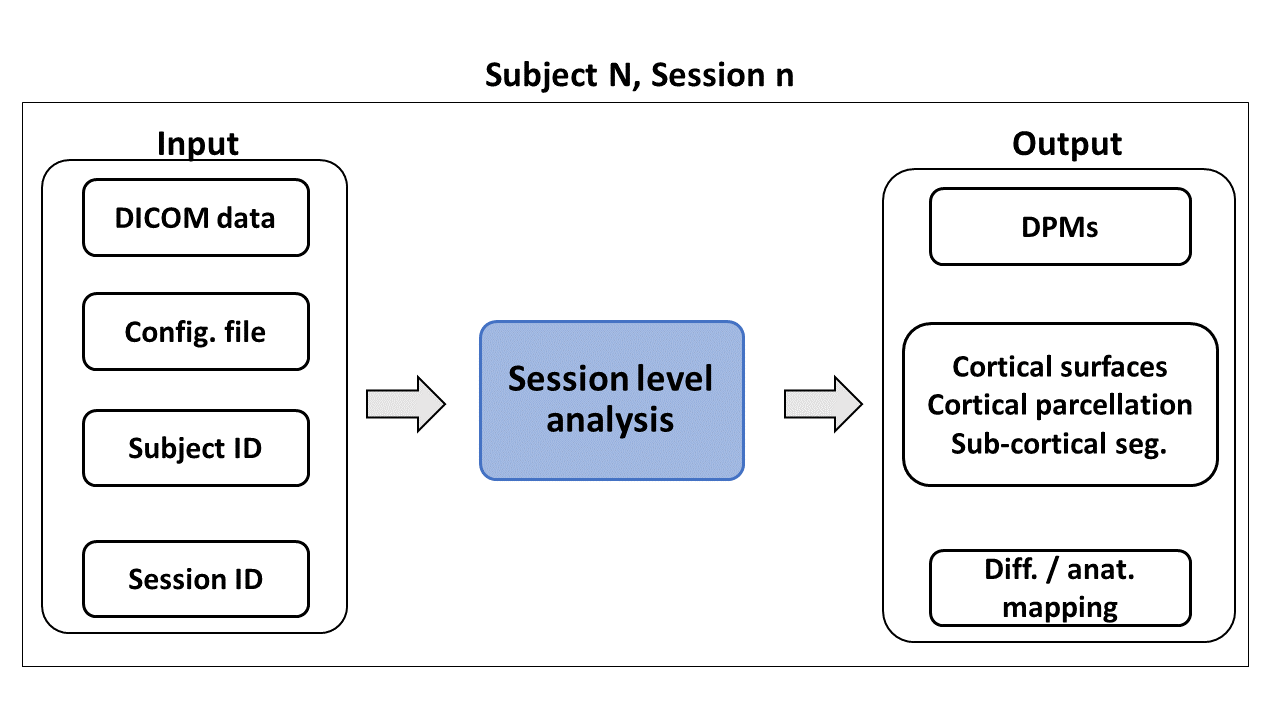 Subject N, Session n
Input
DICOM data
Config. file
Subject ID
Session ID
Session level
analysis
Output
DPMs
Cortical surfaces
Cortical parcellation
Sub-cortical seg.
Diff. / anat.
mapping